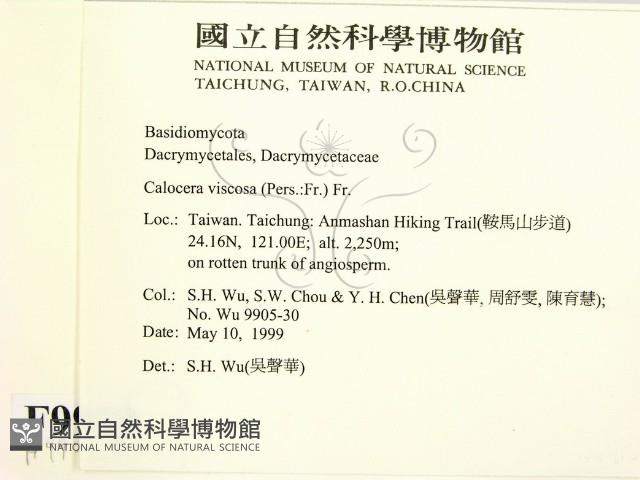 國立自然科學博物館
NATIONAL MUSEUM OF NATURAL SCIENCE
TAICHUNG, TAIWAN, R.O.CHINA
Basidiomycota
Dacrymycetales, Dacrymycetaceae
Calocera viscosa (Pers.:Fr.) Fr.
Loc.: Taiwan. Taichung: Anmashan Hiking Trail(鞍馬山步道)
24.16N, 121.00E; alt. 2,250m;
on rotten trunk of angiosperm.
Col.: S.H. Wu, S.W. Chou & Y. H. Chen(吳聲華, 周舒雯, 陳育慧);
No. Wu 9905-30
Date: May 10, 1999
Det.: S.H. Wu(吳聲華)
國立自然科學博物館
NATIONAL MUSEUM OF NATURAL SCIENCE